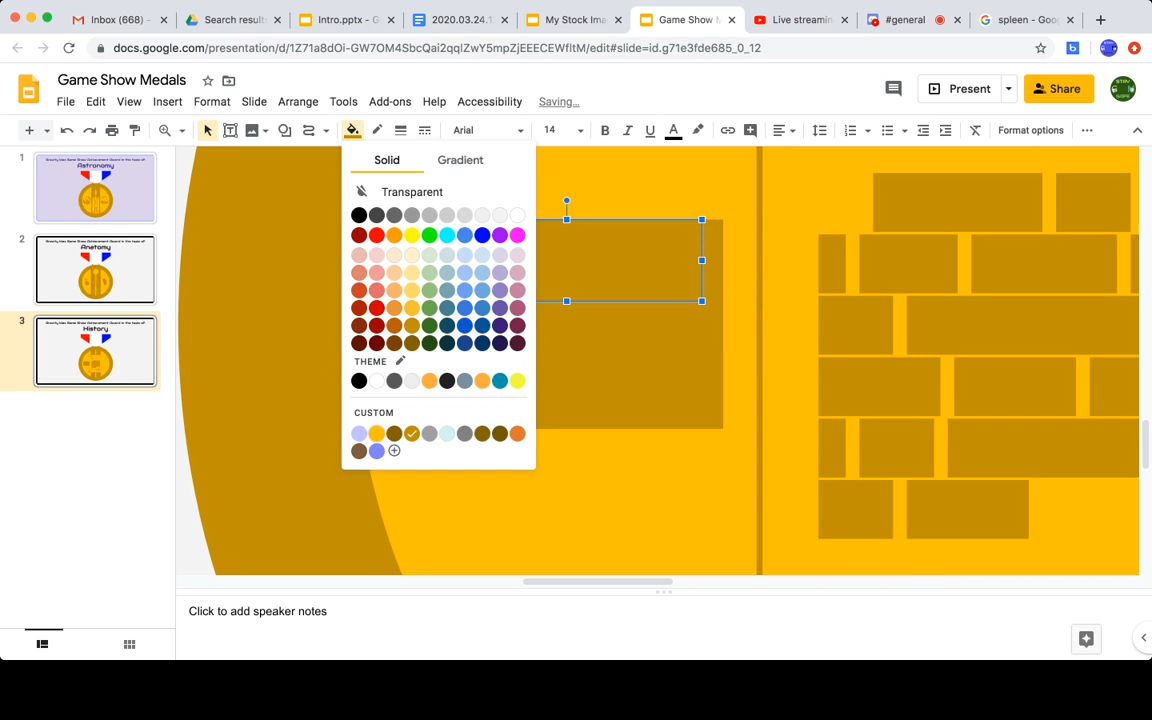 Inbox (668) -
Search results
Intro.pptx - G
2020.03.24.1
My Stock Ima
Game Show M
Live streamin
#general
spleen - Goo
docs.google.com/presentation/d/1Z71a8dOi-GW7OM4SbcQai2qqlZwY5mpZjEEECEWfltM/edit#slide=id.g71e3fde685_0_12
Game Show Medals
File Edit View Insert Format Slide Arrange Tools Add-ons Help Accessibility Saving...
Present
Share
Arial
14
B I U A
Format options
Solid
Gradient
Transparent
THEME
CUSTOM
1
Astronomy
2
Anatomy
3
History
Click to add speaker notes